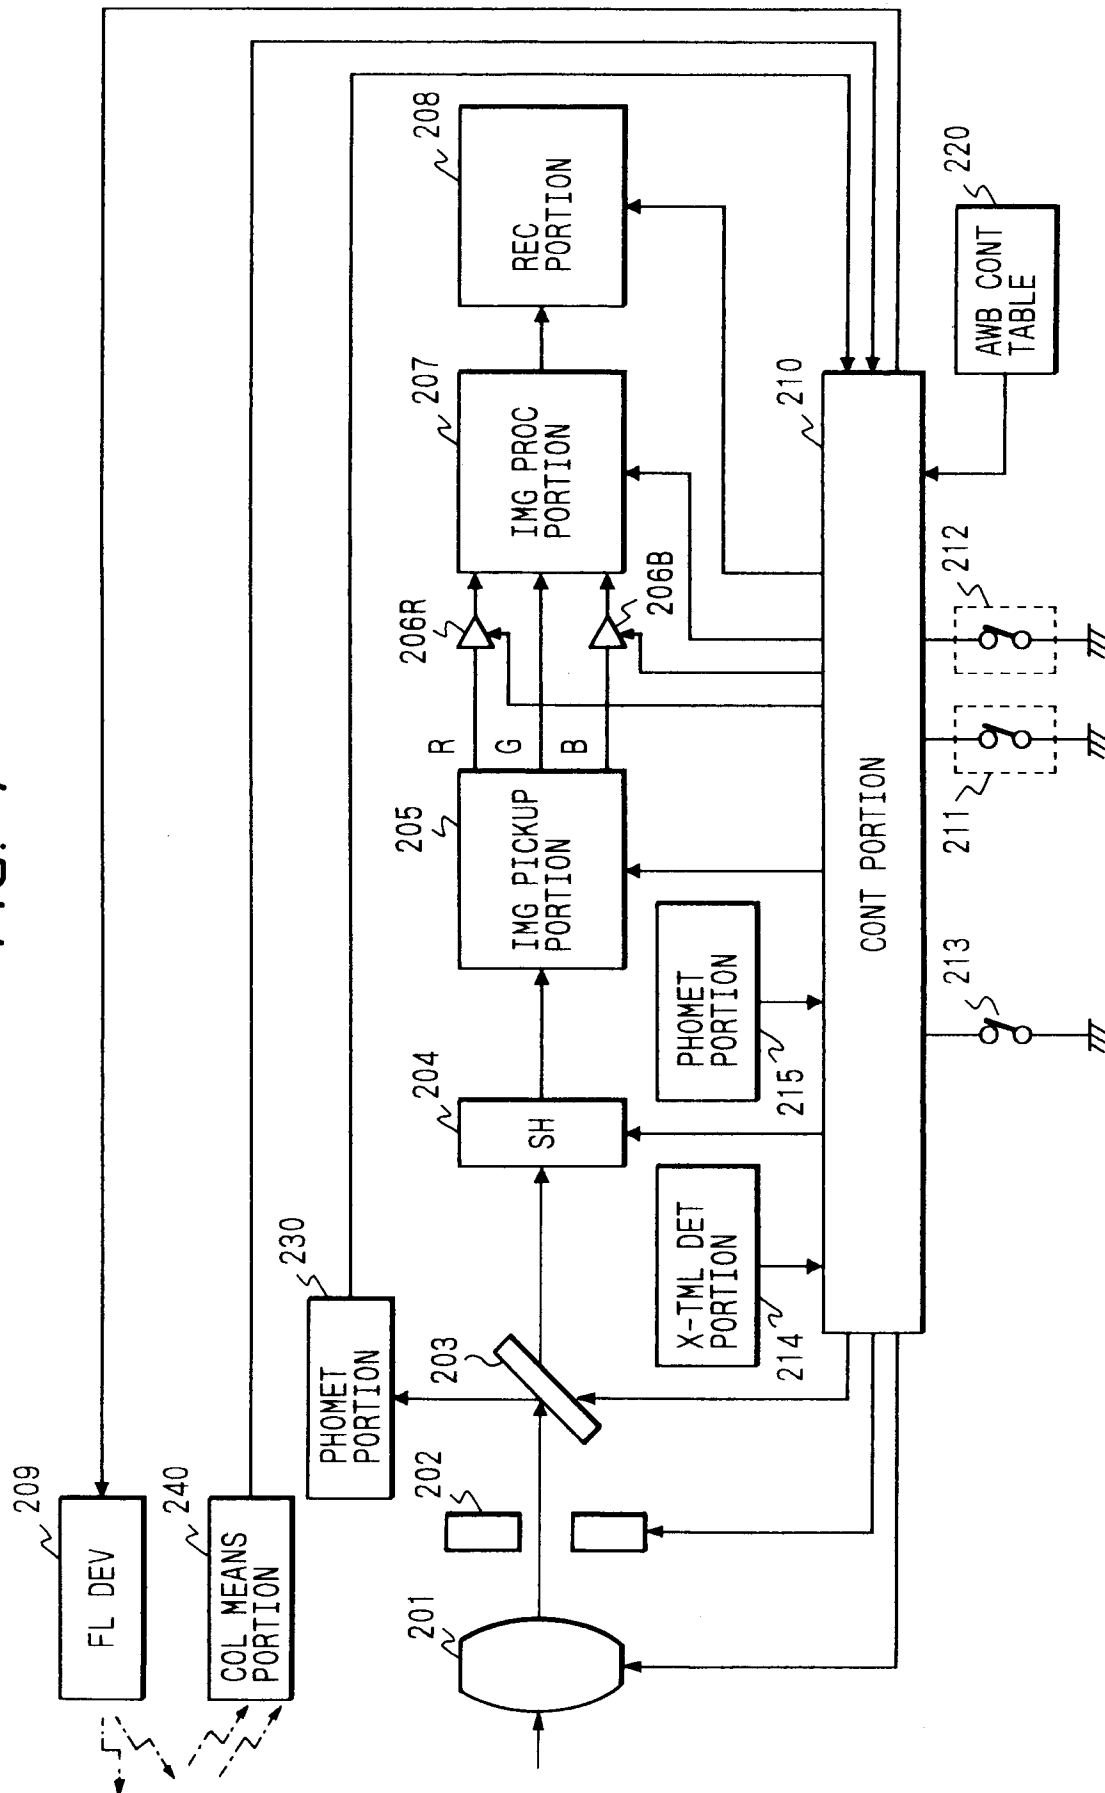 209
FL DEV
240
COL MEANS
PORTION
230
PHOMET
PORTION
201
202
203
204
SH
205
IMG PICKUP
PORTION
R
G
B
206R
206B
207
IMG PROC
PORTION
208
REC
PORTION
X-TML DET
PORTION
214
PHOMET
PORTION
215
210
CONT PORTION
213
211
212
220
AWB CONT
TABLE